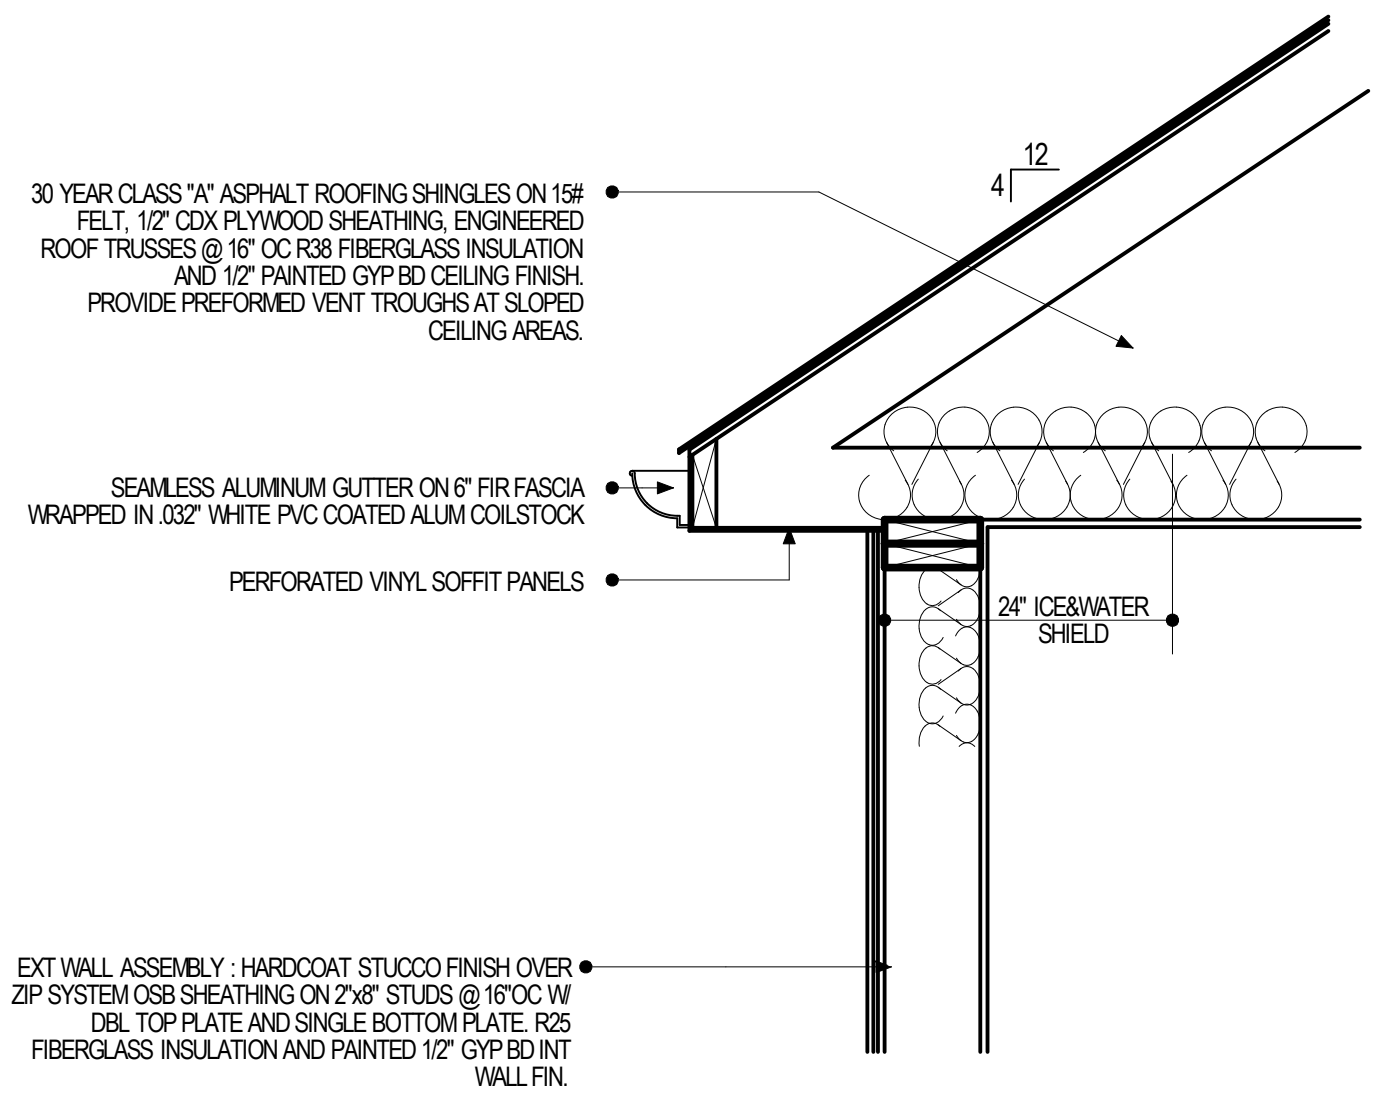 12
4
30 YEAR CLASS "A" ASPHALT ROOFING SHINGLES ON 15#
FELT, 1/2" CDX PLYWOOD SHEATHING, ENGINEERED
ROOF TRUSSES @ 16" OC R38 FIBERGLASS INSULATION
AND 1/2" PAINTED GYP BD CEILING FINISH.
PROVIDE PREFORMED VENT TROUGHS AT SLOPED
CEILING AREAS.
SEAMLESS ALUMINUM GUTTER ON 6" FIR FASCIA
WRAPPED IN .032" WHITE PVC COATED ALUM COILSTOCK
PERFORATED VINYL SOFFIT PANELS
24" ICE&WATER
SHIELD
EXT WALL ASSEMBLY : HARDCOAT STUCCO FINISH OVER
ZIP SYSTEM OSB SHEATHING ON 2"x8" STUDS @ 16"OC W/
DBL TOP PLATE AND SINGLE BOTTOM PLATE. R25
FIBERGLASS INSULATION AND PAINTED 1/2" GYP BD INT
WALL FIN.